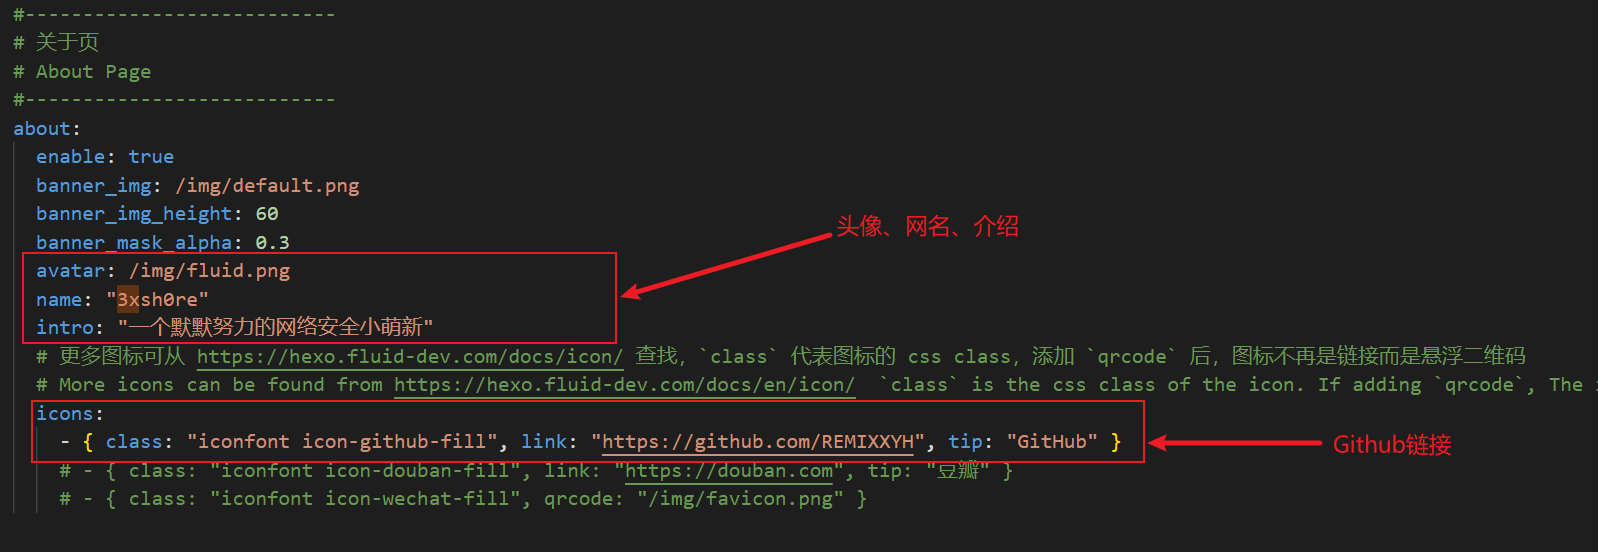 #---------------------------
# 关于页
# About Page
#---------------------------
about:
enable: true
banner_img: /img/default.png
banner_img_height: 60
banner_mask_alpha: 0.3
头像、网名、介绍
avatar: /img/fluid.png
name: "3xsh0re"
intro: "一个默默努力的网络安全小萌新"
# 更多图标可从 https://hexo.fluid-dev.com/docs/icon/ 查找，`class` 代表图标的 css class，添加 `qrcode` 后，图标不再是链接而是悬浮二维码
# More icons can be found from https://hexo.fluid-dev.com/docs/en/icon/  `class` is the css class of the icon. If adding `qrcode`, The
icons:
- { class: "iconfont icon-github-fill", link: "https://github.com/REMIXXYH", tip: "GitHub" }
Github链接
# - { class: "iconfont icon-douban-fill", link: "https://douban.com", tip: "豆瓣" }
# - { class: "iconfont icon-wechat-fill", qrcode: "/img/favicon.png" }